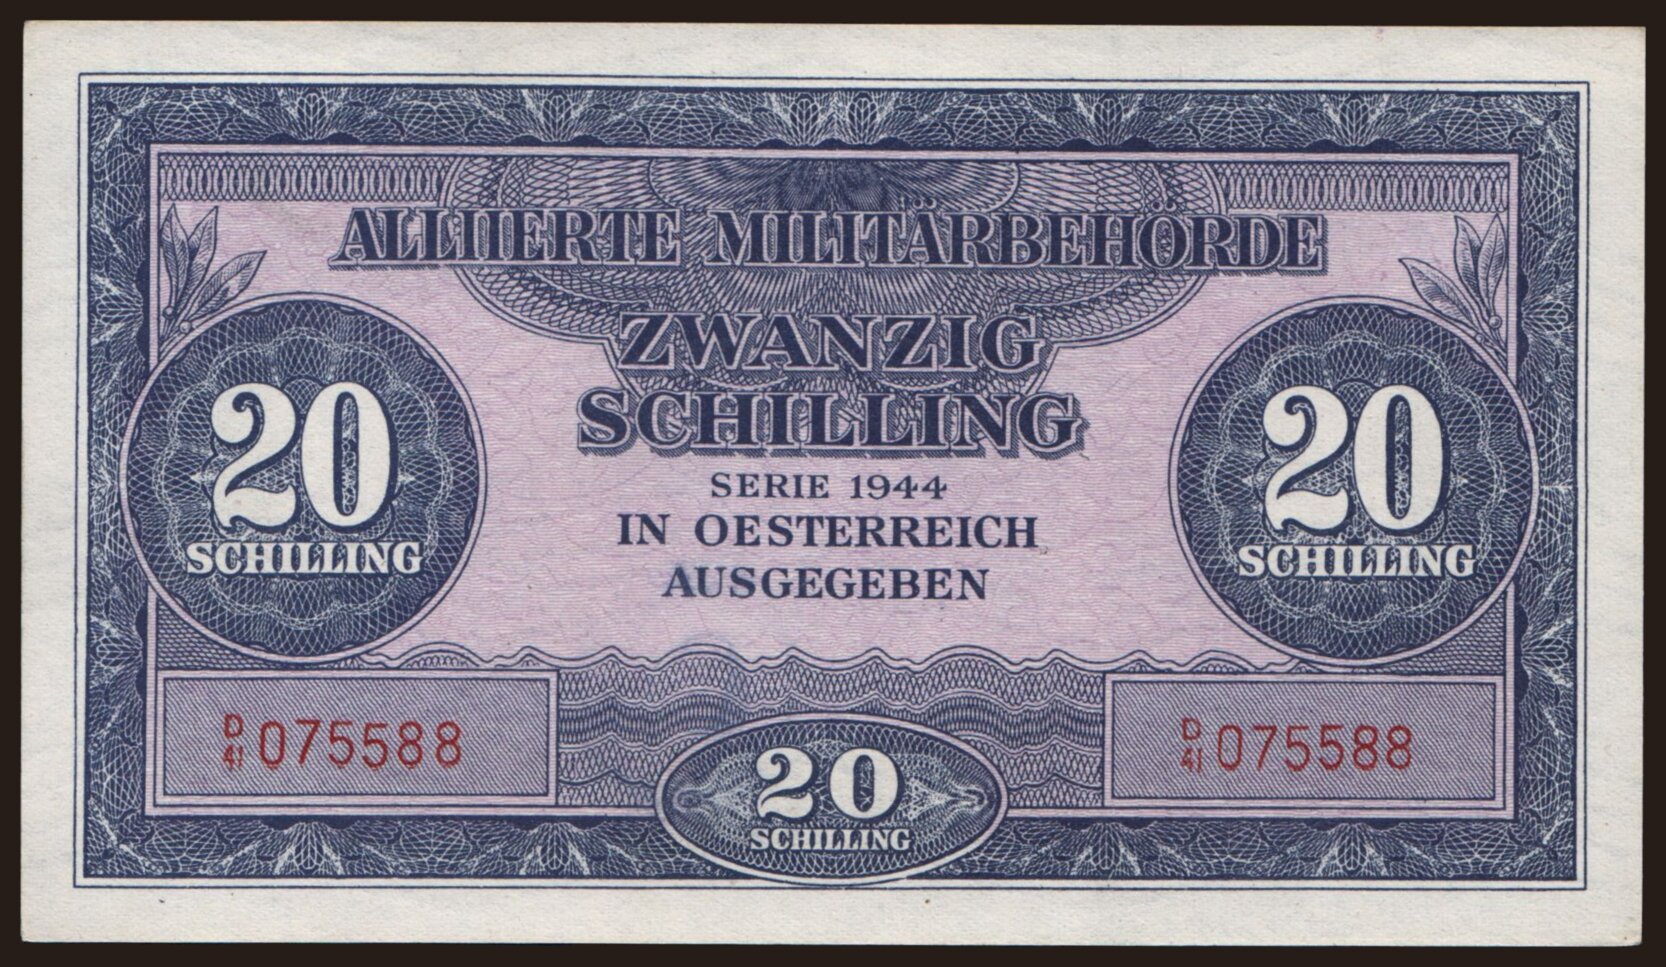 ALLIIERTE MILITÄRBEHÖRDE
ZWANZIG
SCHILLING
SERIE 1944
IN OESTERREICH
AUSGEGEBEN
20
SCHILLING
20
SCHILLING
D/41 075588
D/41 075588
20
SCHILLING